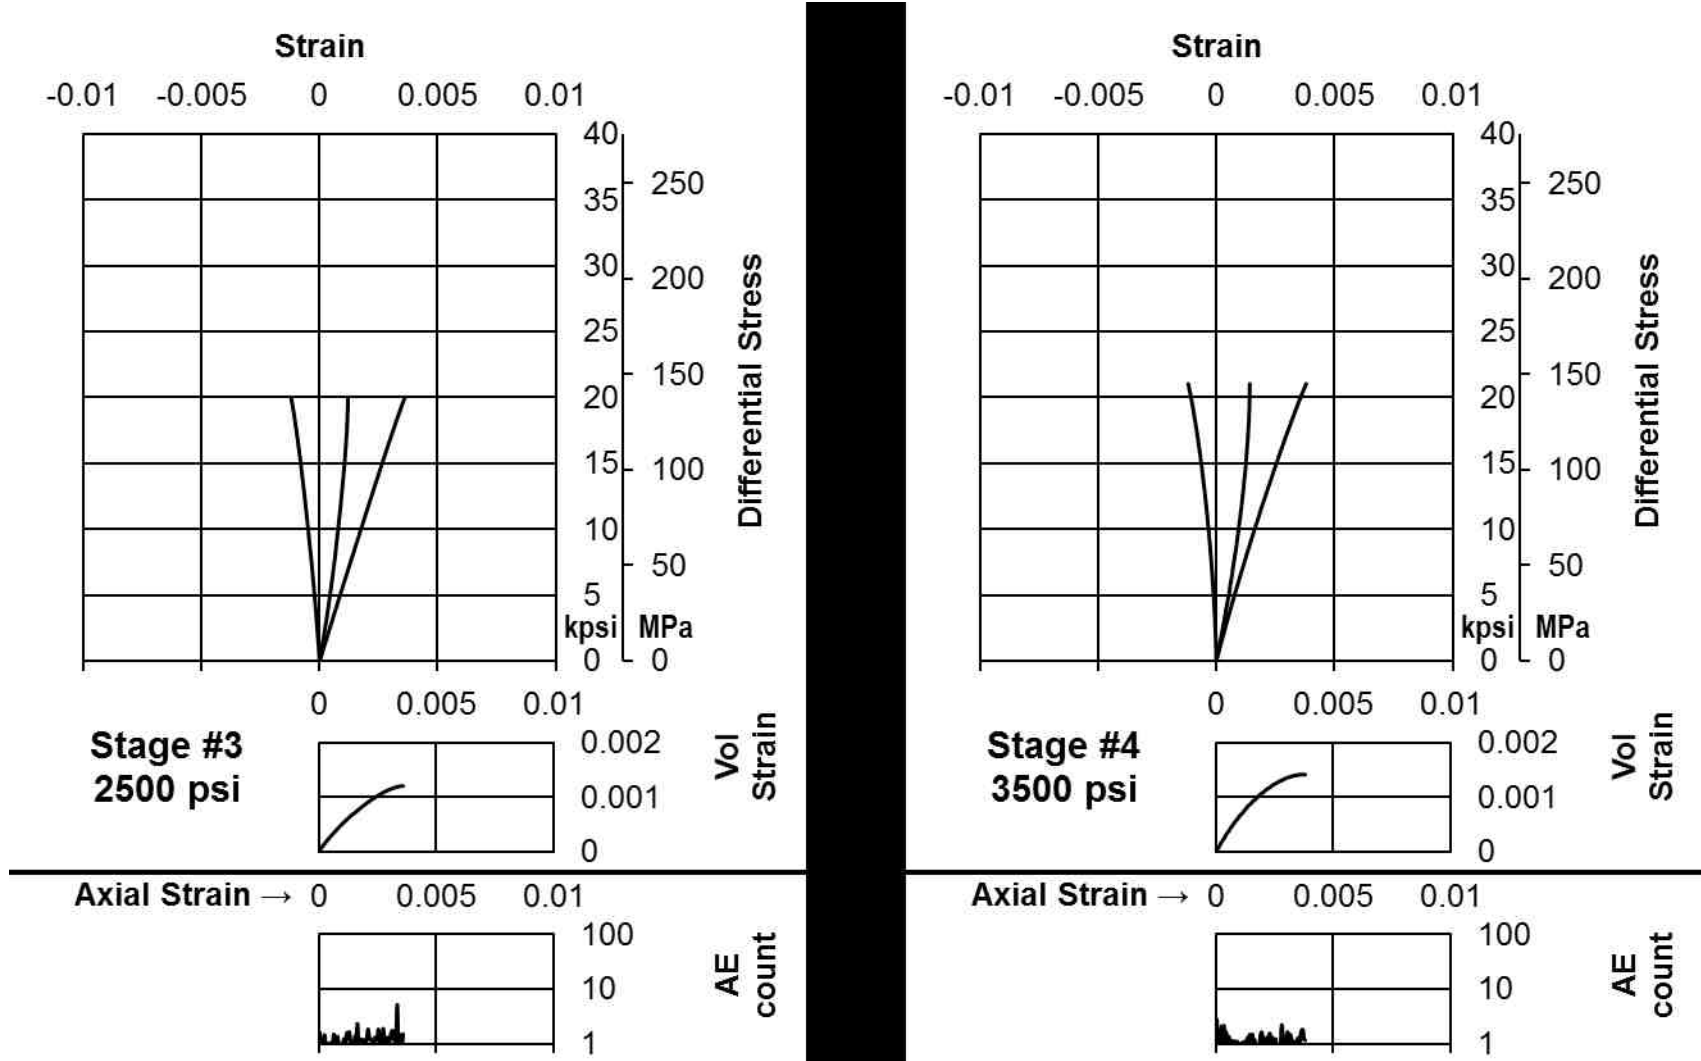 Strain
-0.01 -0.005 0 0.005 0.01
40
250
35
30
200
25
150
20
15
100
10
50
5
kpsi MPa
0 0
Differential Stress
0 0.005 0.01
Stage #3
2500 psi
0.002
0.001
0
Vol
Strain
Axial Strain → 0 0.005 0.01
100
10
1
AE
count
Strain
-0.01 -0.005 0 0.005 0.01
40
250
35
30
200
25
150
20
15
100
10
50
5
kpsi MPa
0 0
Differential Stress
0 0.005 0.01
Stage #4
3500 psi
0.002
0.001
0
Vol
Strain
Axial Strain → 0 0.005 0.01
100
10
1
AE
count